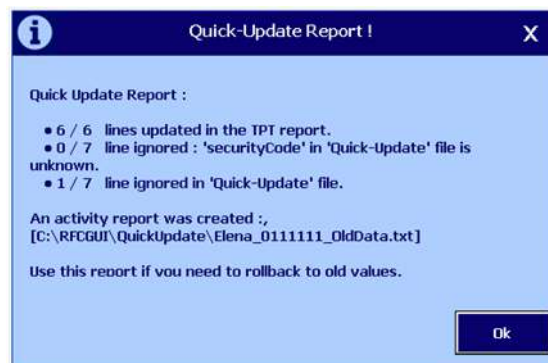 Quick-Update Report !
X
Quick Update Report :
• 6 / 6 lines updated in the TPT report.
• 0 / 7 line ignored : 'securityCode' in 'Quick-Update' file is
unknown.
• 1 / 7 line ignored in 'Quick-Update' file.
An activity report was created :,
[C:\RFCGUI\QuickUpdate\Elena_0111111_OldData.txt]
Use this report if you need to rollback to old values.
Ok